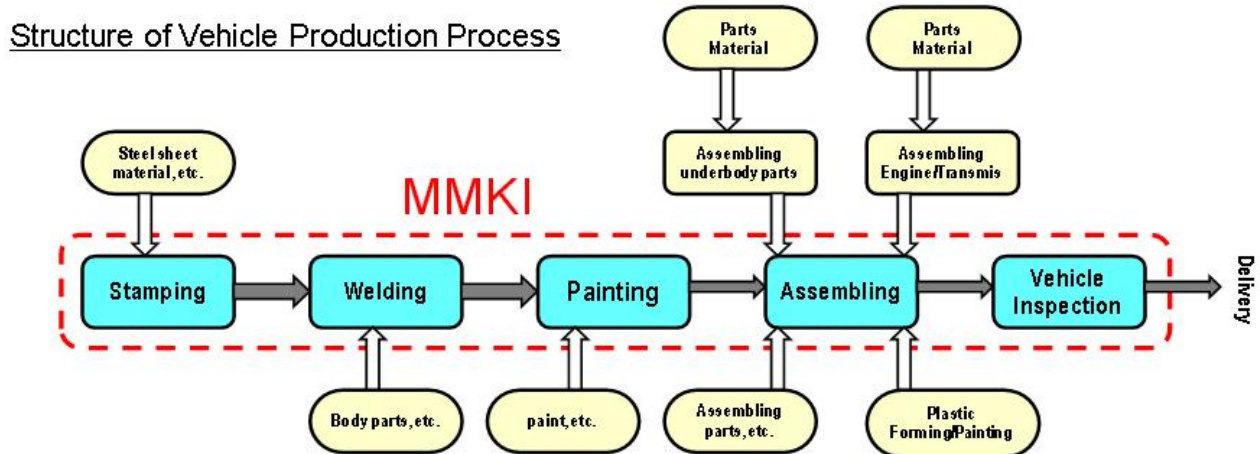 Structure of Vehicle Production Process
Parts
Material
Parts
Material
Steel sheet
material, etc.
Assembling
underbody parts
Assembling
Engine/Transmis
MMKI
Stamping
Welding
Painting
Assembling
Vehicle
Inspection
Delivery
Body parts, etc.
paint, etc.
Assembling
parts, etc.
Plastic
Forming/Painting